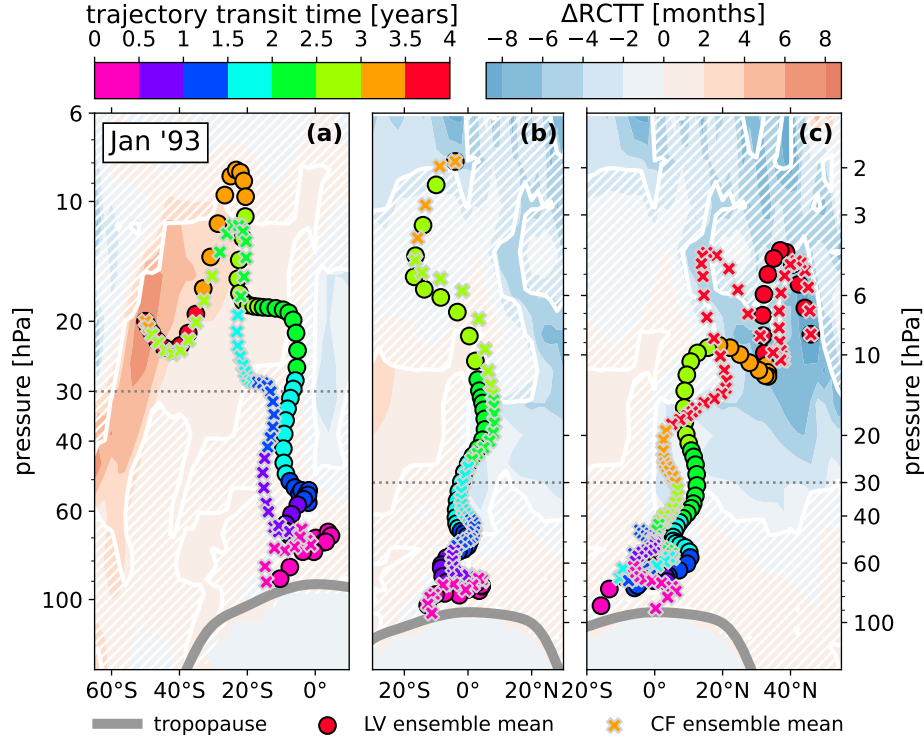 trajectory transit time [years]
ΔRCTT [months]
0 0.5 1 1.5 2 2.5 3 3.5 4
−8 −6 −4 −2 0 2 4 6 8
Jan '93
(a)
(b)
(c)
6
10
20
30
40
60
100
pressure [hPa]
2
3
6
10
20
30
40
60
100
pressure [hPa]
60°S 40°S 20°S 0°
20°S 0° 20°N
20°S 0° 20°N 40°N
tropopause
LV ensemble mean
CF ensemble mean